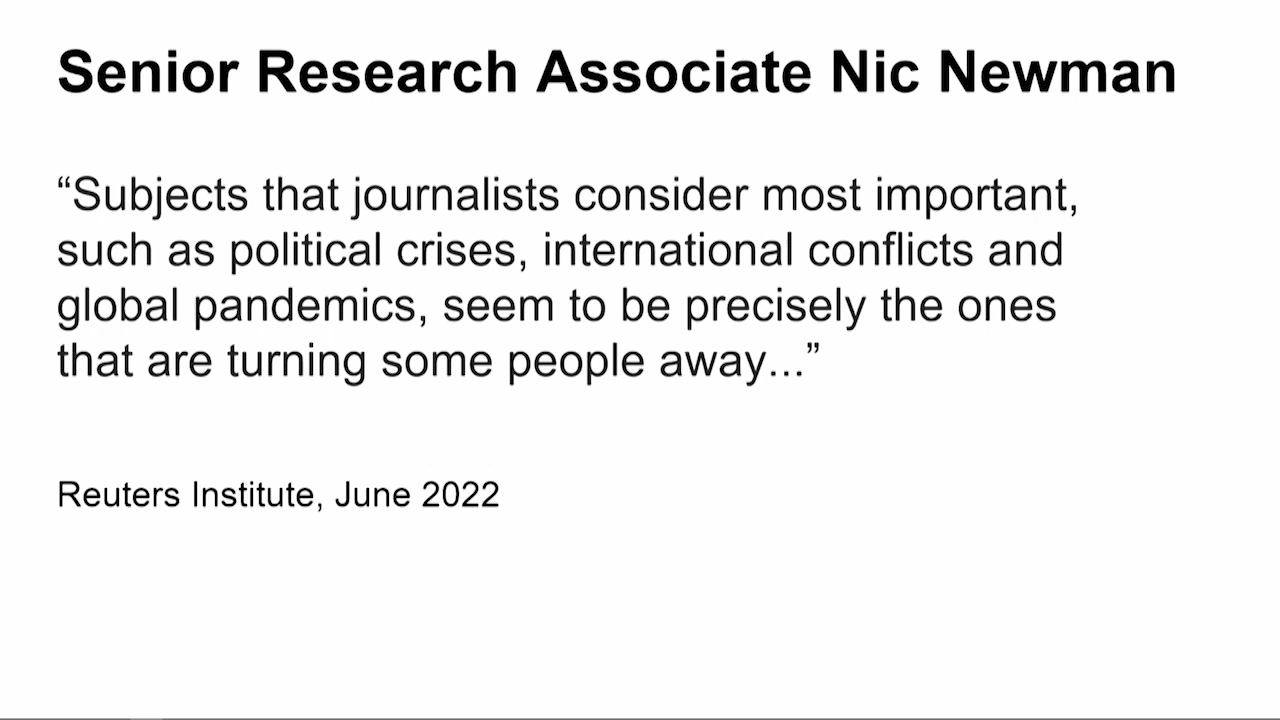 Senior Research Associate Nic Newman
“Subjects that journalists consider most important,
such as political crises, international conflicts and
global pandemics, seem to be precisely the ones
that are turning some people away...”
Reuters Institute, June 2022